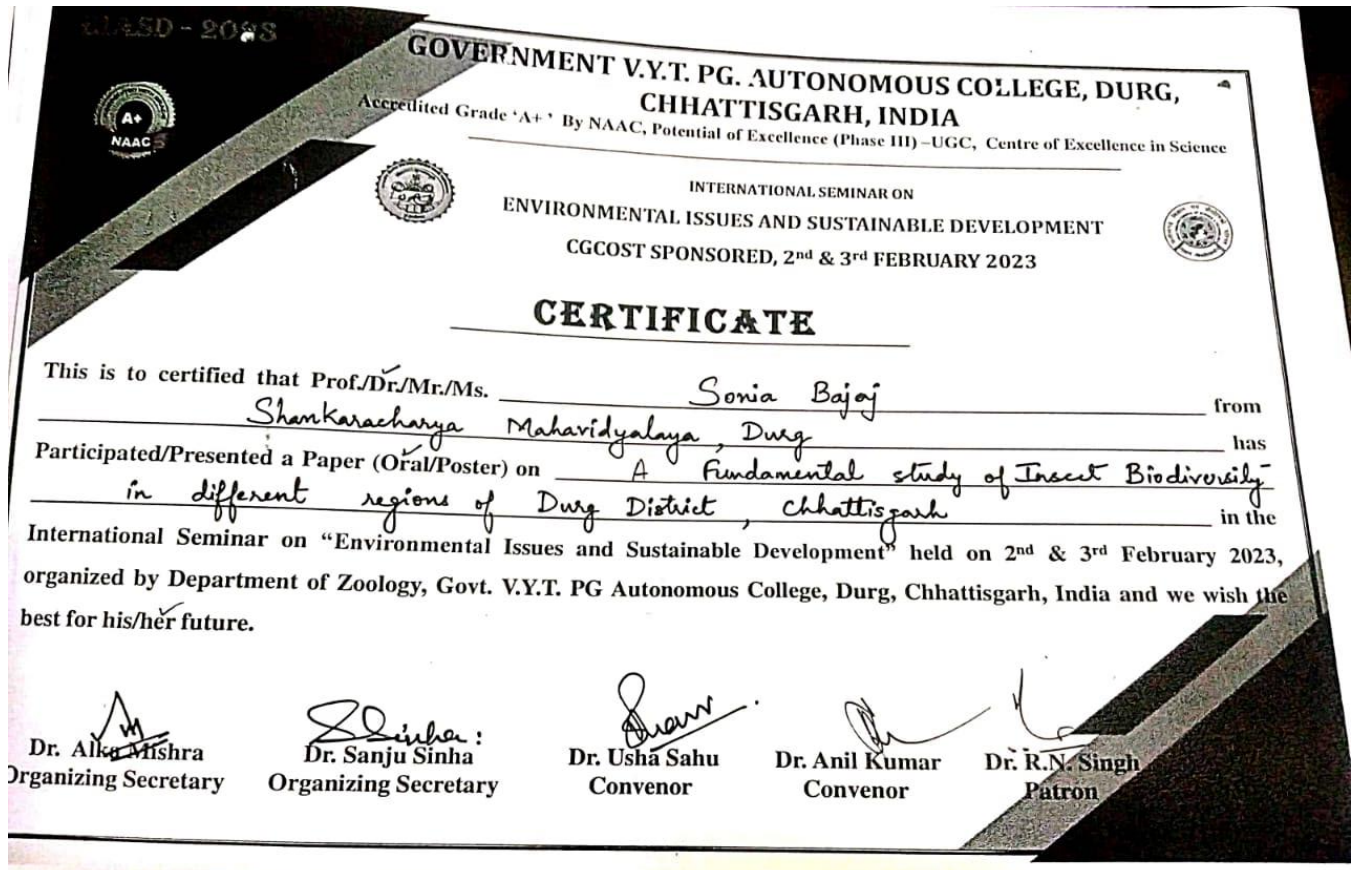 - 2023
A+
NAAC
GOVERNMENT V.Y.T. PG. AUTONOMOUS COLLEGE, DURG,
CHHATTISGARH, INDIA
Accredited Grade 'A+' By NAAC, Potential of Excellence (Phase III) –UGC, Centre of Excellence in Science
INTERNATIONAL SEMINAR ON
ENVIRONMENTAL ISSUES AND SUSTAINABLE DEVELOPMENT
CGCOST SPONSORED, 2nd & 3rd FEBRUARY 2023
CERTIFICATE
This is to certified that Prof./Dr./Mr./Ms. Sonia Bajaj from
Shankaracharya Mahavidyalaya, Durg has
Participated/Presented a Paper (Oral/Poster) on A Fundamental study of Insect Biodiversity
in different regions of Durg District, Chhattisgarh in the
International Seminar on "Environmental Issues and Sustainable Development" held on 2nd & 3rd February 2023,
organized by Department of Zoology, Govt. V.Y.T. PG Autonomous College, Durg, Chhattisgarh, India and we wish the
best for his/her future.
SSinha:
Dr. Alka Mishra Dr. Sanju Sinha Dr. Usha Sahu Dr. Anil Kumar Dr. R.N. Singh
Organizing Secretary Organizing Secretary Convenor Convenor Patron